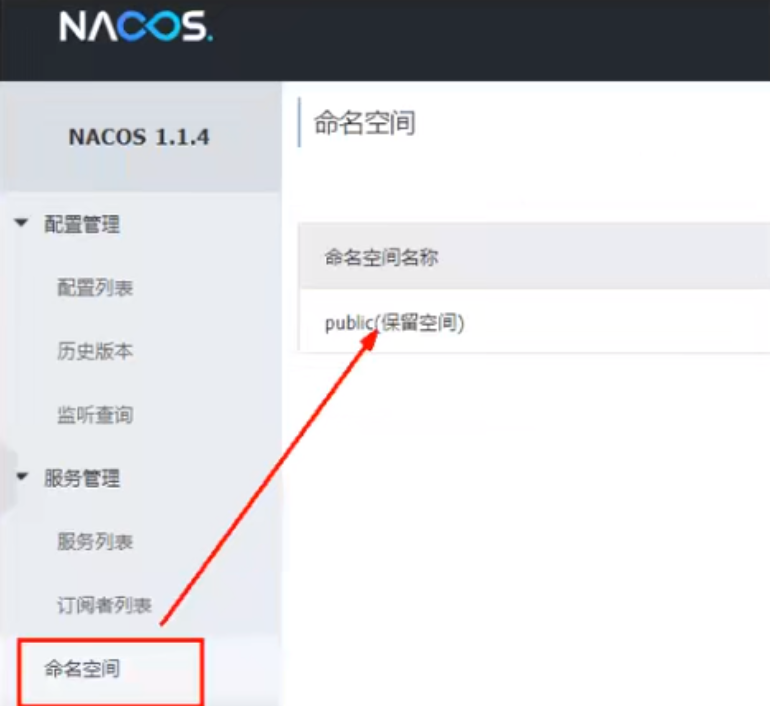 NACOS.
NACOS 1.1.4
配置管理
配置列表
历史版本
监听查询
服务管理
服务列表
订阅者列表
命名空间
命名空间
命名空间名称
public(保留空间)